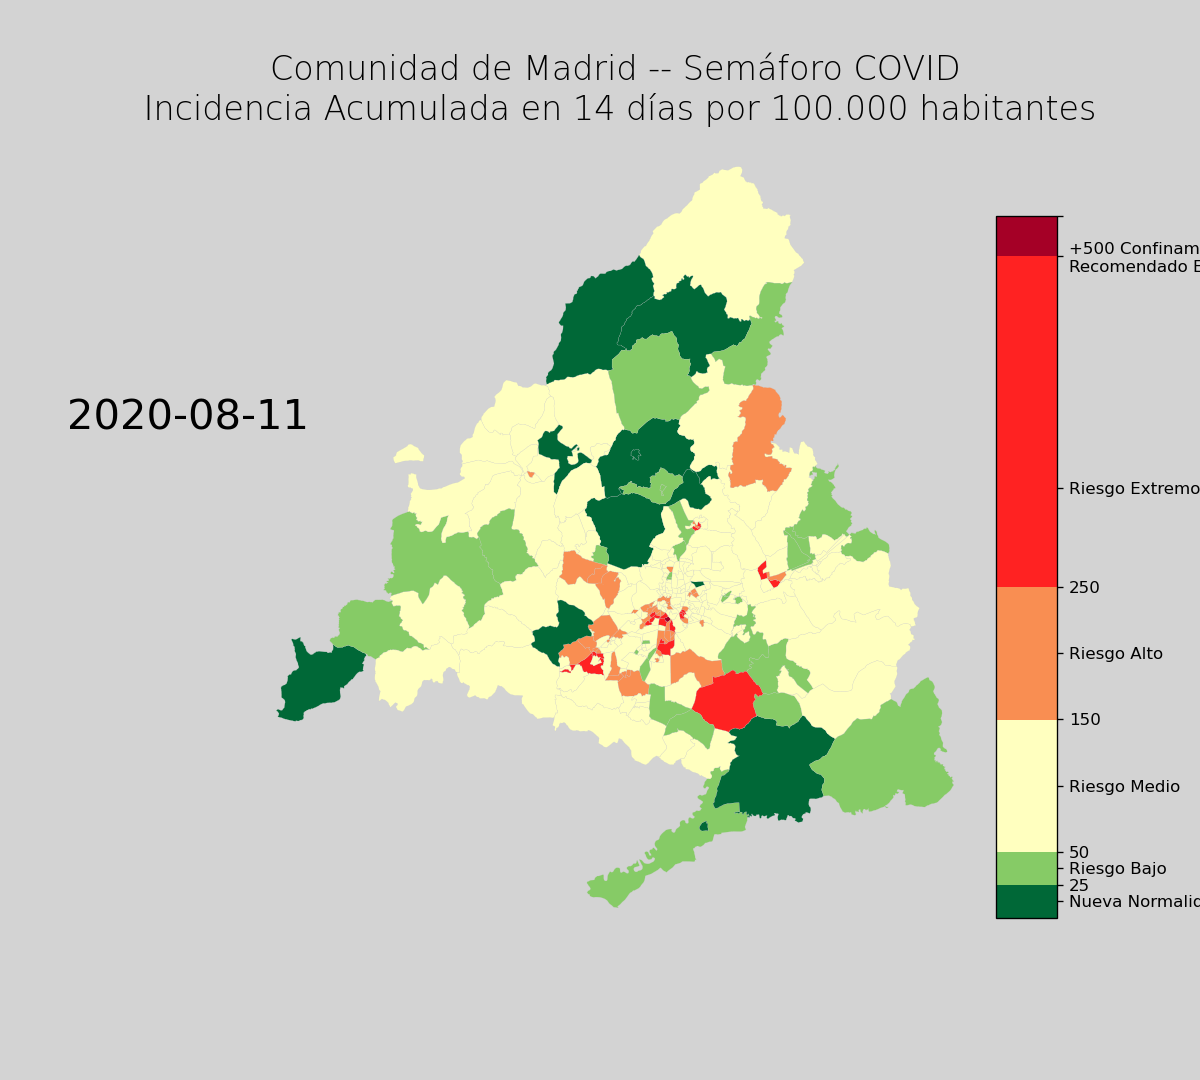 Comunidad de Madrid -- Semáforo COVID
Incidencia Acumulada en 14 días por 100.000 habitantes
2020-08-11
+500 Confinam
Recomendado E
Riesgo Extremo
250
Riesgo Alto
150
Riesgo Medio
50
Riesgo Bajo
25
Nueva Normalid